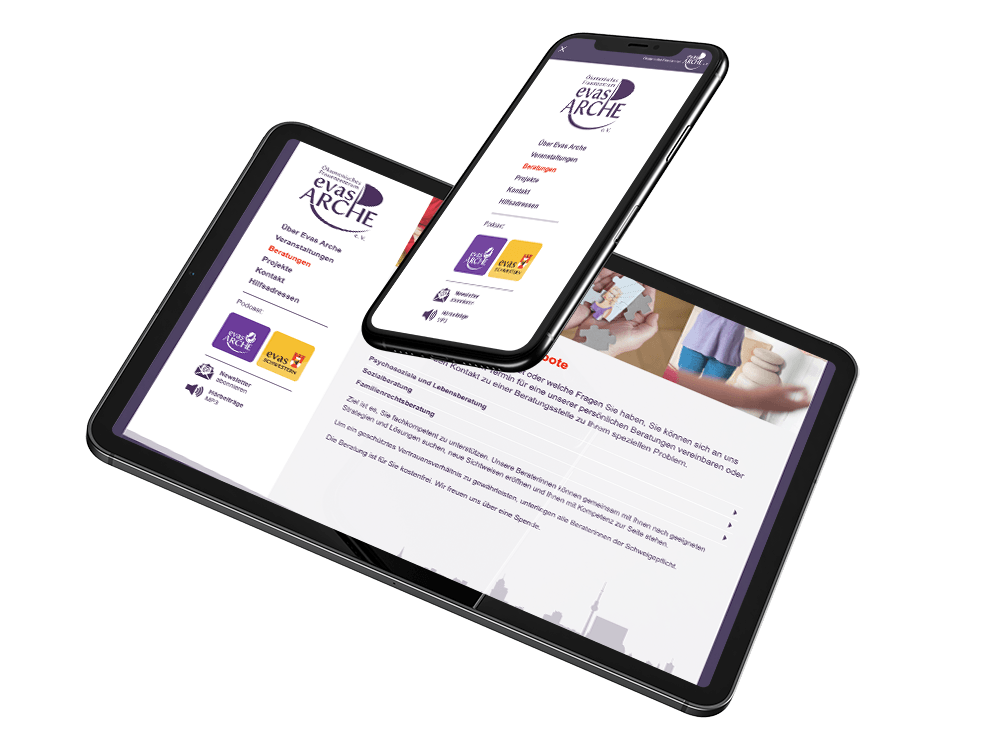 Ökumenisches
Frauenzentrum
evas
ARCHE
e.V.
Über Evas Arche
Veranstaltungen
Beratungen
Projekte
Kontakt
Hilfsadressen
Podcast:
evas
ARCHE
evas
SCHWESTERN
Newsletter
abonnieren
Hörbeiträge
MP3
ARCHE
Ökumenisches
Frauenzentrum
evas
ARCHE
e.V.
Über Evas Arche
Veranstaltungen
Beratungen
Projekte
Kontakt
Hilfsadressen
Podcast:
evas
ARCHE
evas
SCHWESTERN
Newsletter
abonnieren
Hörbeiträge
MP3
bote
oder welche Fragen Sie haben, Sie können sich an uns
Termin für eine unserer persönlichen Beratungen vereinbaren oder
den Kontakt zu einer Beratungsstelle zu Ihrem speziellen Problem.
Psychosoziale und Lebensberatung
Sozialberatung
Familienrechtsberatung
Ziel ist es, Sie fachkompetent zu unterstützen. Unsere Beraterinnen können gemeinsam mit Ihnen nach geeigneten
Strategien und Lösungen suchen, neue Sichtweisen eröffnen und Ihnen mit Kompetenz zur Seite stehen.
Um ein geschütztes Vertrauensverhältnis zu gewährleisten, unterliegen alle Beraterinnen der Schweigepflicht.
Die Beratung ist für Sie kostenfrei. Wir freuen uns über eine Spende.